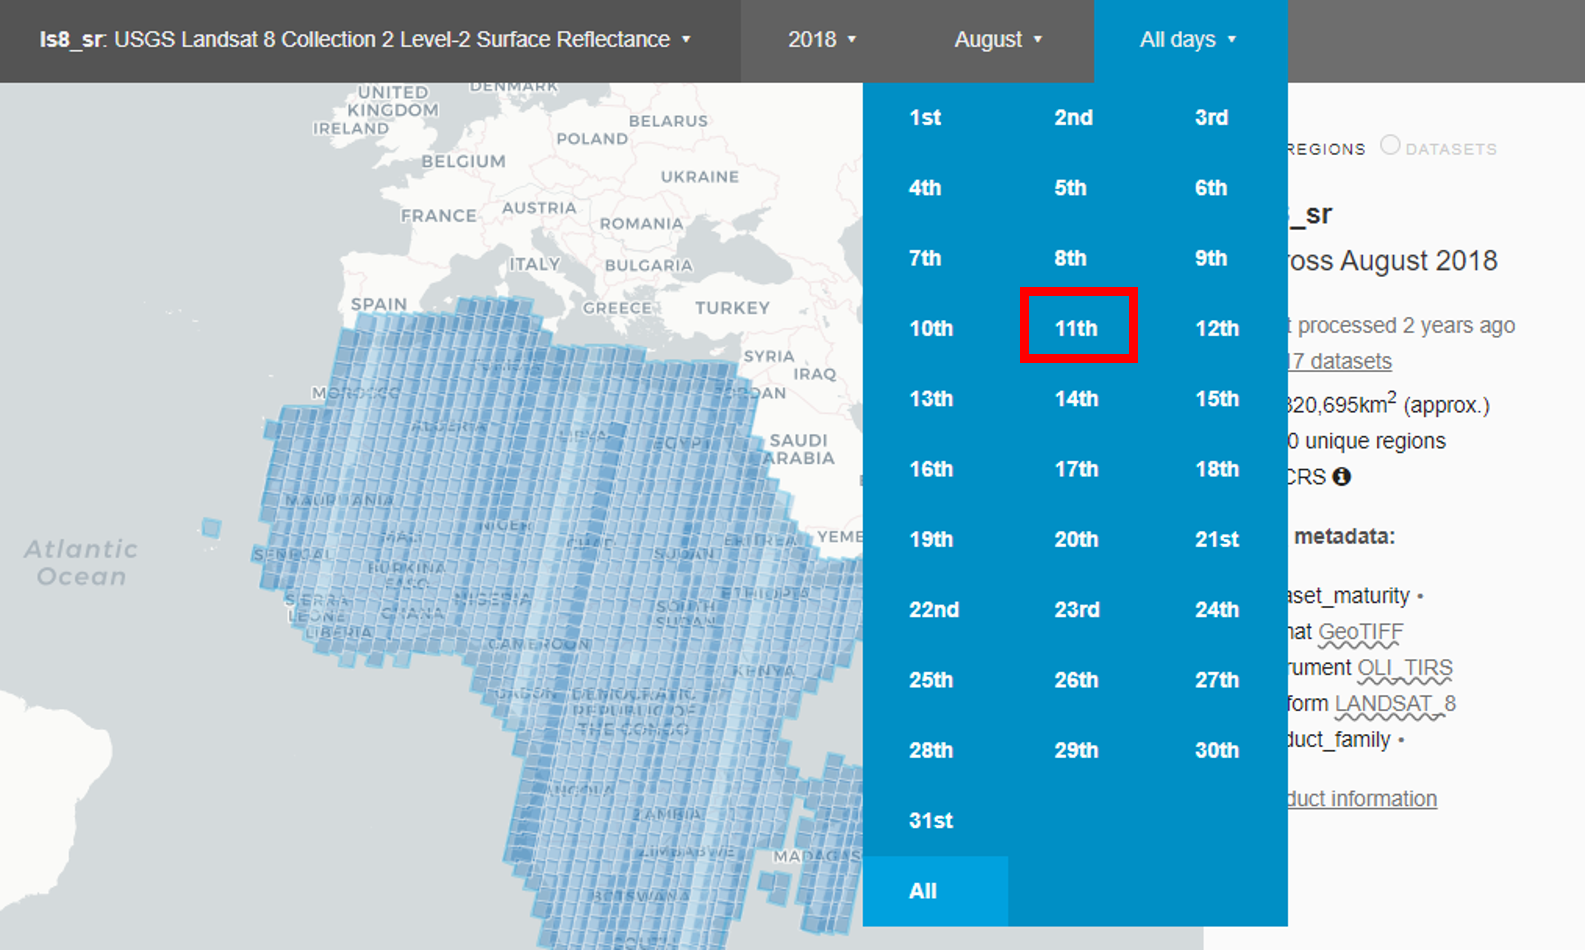 ls8_sr: USGS Landsat 8 Collection 2 Level-2 Surface Reflectance
2018
August
All days
1st 2nd 3rd
4th 5th 6th
7th 8th 9th
10th 11th 12th
13th 14th 15th
16th 17th 18th
19th 20th 21st
22nd 23rd 24th
25th 26th 27th
28th 29th 30th
31st
All
REGIONS DATASETS
_sr
ross August 2018
t processed 2 years ago
17 datasets
320,695km² (approx.)
0 unique regions
CRS
metadata:
aset_maturity •
mat GeoTIFF
rument OLI_TIRS
form LANDSAT_8
duct_family •
duct information
DENMARK
UNITED
KINGDOM
IRELAND
BELARUS
POLAND
BELGIUM
UKRAINE
FRANCE
AUSTRIA
ROMANIA
ITALY
BULGARIA
SPAIN
GREECE
TURKEY
SYRIA
IRAQ
TUNISIA
MOROCCO
JORDAN
ALGERIA
LIBYA
EGYPT
SAUDI
ARABIA
MAURITANIA
MALI
NIGER
CHAD
SUDAN
ERITREA
YEME
Atlantic
Ocean
SENEGAL
BURKINA
FASO
SIERRA
LEONE
GHANA
NIGERIA
SOUTH
SUDAN
ETHIOPIA
LIBERIA
CAMEROON
KENYA
GABON
DEMOCRATIC
REPUBLIC OF
THE CONGO
ANGOLA
ZAMBIA
ZIMBABWE
MADAGAS
BOTSWANA
SOUTH